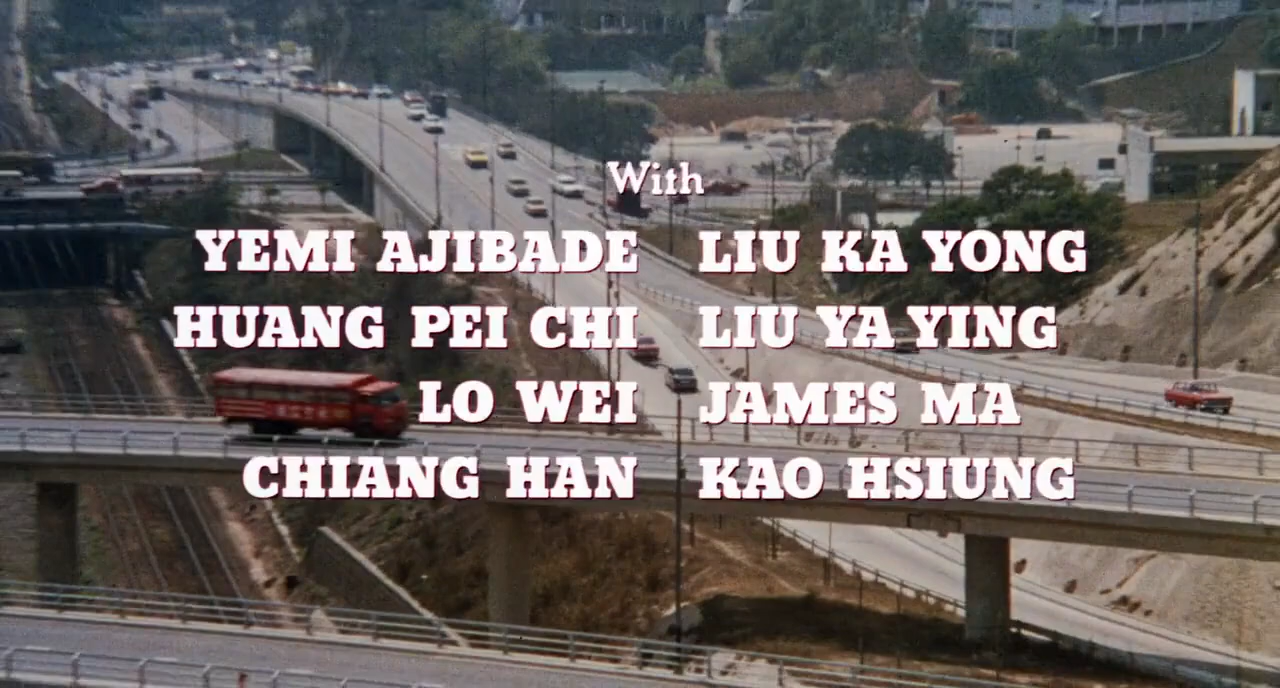 With
YEMI AJIBADE LIU KA YONG
HUANG PEI CHI LIU YA YING
LO WEI JAMES MA
CHIANG HAN KAO HSIUNG